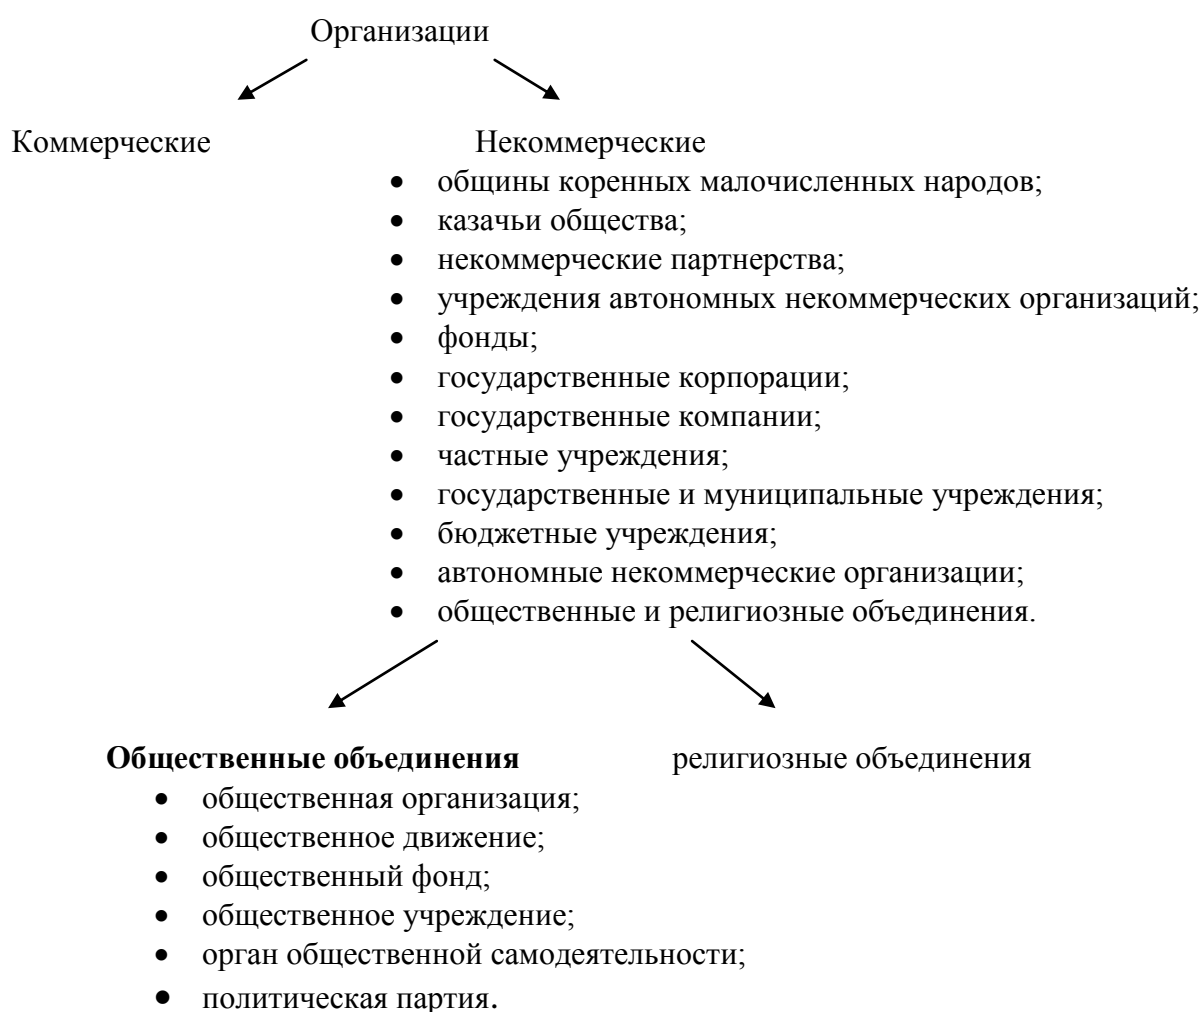 Организации
Коммерческие Некоммерческие
• общины коренных малочисленных народов;
• казачьи общества;
• некоммерческие партнерства;
• учреждения автономных некоммерческих организаций;
• фонды;
• государственные корпорации;
• государственные компании;
• частные учреждения;
• государственные и муниципальные учреждения;
• бюджетные учреждения;
• автономные некоммерческие организации;
• общественные и религиозные объединения.
Общественные объединения религиозные объединения
• общественная организация;
• общественное движение;
• общественный фонд;
• общественное учреждение;
• орган общественной самодеятельности;
• политическая партия.